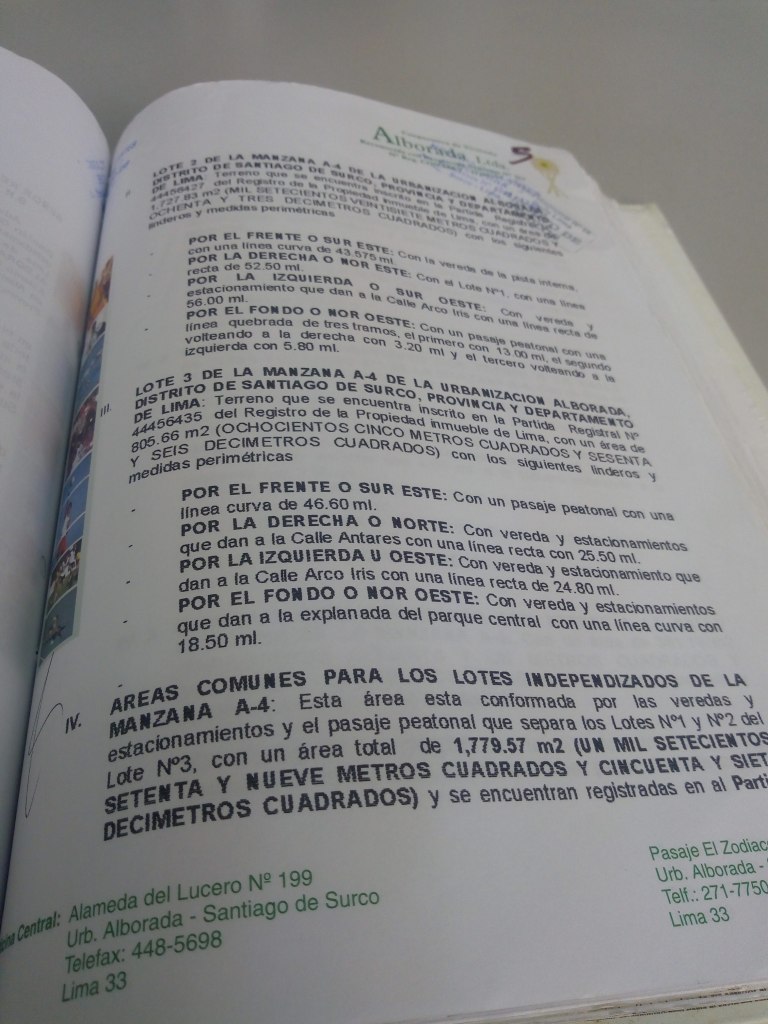 Alborada
LOTE 2 DE LA MANZANA A-4 DE LA URBANIZACION ALBORADA,
DISTRITO DE SANTIAGO DE SURCO, PROVINCIA Y DEPARTAMENTO
DE LIMA: Terreno que se encuentra inscrito en la Partida Registral
44456427 del Registro de la Propiedad inmueble de Lima, con un área de
1,727.83 m2 (MIL SETECIENTOS VEINTISIETE METROS CUADRADOS Y
OCHENTA Y TRES DECIMETROS CUADRADOS) con los siguientes
linderos y medidas perimétricas
- POR EL FRENTE O SUR ESTE: Con la vereda de la pista interna,
con una línea curva de 43.575 ml.
- POR LA DERECHA O NOR ESTE: Con el Lote Nº1, con una línea
recta de 52.50 ml.
- POR LA IZQUIERDA O SUR OESTE: Con vereda y
estacionamiento que dan a la Calle Arco Iris con una línea recta de
56.00 ml.
- POR EL FONDO O NOR OESTE: Con un pasaje peatonal con una
línea quebrada de tres tramos, el primero con 13.00 ml, el segundo
volteando a la derecha con 3.20 ml y el tercero volteando a la
izquierda con 5.80 ml.
III. LOTE 3 DE LA MANZANA A-4 DE LA URBANIZACION ALBORADA,
DISTRITO DE SANTIAGO DE SURCO, PROVINCIA Y DEPARTAMENTO
DE LIMA: Terreno que se encuentra inscrito en la Partida Registral Nº
44456435 del Registro de la Propiedad inmueble de Lima, con un área de
805.66 m2 (OCHOCIENTOS CINCO METROS CUADRADOS Y SESENTA
Y SEIS DECIMETROS CUADRADOS) con los siguientes linderos y
medidas perimétricas
- POR EL FRENTE O SUR ESTE: Con un pasaje peatonal con una
línea curva de 46.60 ml.
- POR LA DERECHA O NORTE: Con vereda y estacionamientos
que dan a la Calle Antares con una línea recta con 25.50 ml.
- POR LA IZQUIERDA U OESTE: Con vereda y estacionamiento que
dan a la Calle Arco Iris con una línea recta de 24.80 ml.
- POR EL FONDO O NOR OESTE: Con vereda y estacionamientos
que dan a la explanada del parque central con una línea curva con
18.50 ml.
IV. AREAS COMUNES PARA LOS LOTES INDEPENDIZADOS DE LA
MANZANA A-4: Esta área esta conformada por las veredas y
estacionamientos y el pasaje peatonal que separa los Lotes Nº1 y Nº2 del
Lote Nº3, con un área total de 1,779.57 m2 (UN MIL SETECIENTOS
SETENTA Y NUEVE METROS CUADRADOS Y CINCUENTA Y SIET
DECIMETROS CUADRADOS) y se encuentran registradas en al Parti
Central: Alameda del Lucero Nº 199
Urb. Alborada - Santiago de Surco
Telefax: 448-5698
Lima 33
Pasaje El Zodiac
Urb. Alborada -
Telf.: 271-7750
Lima 33